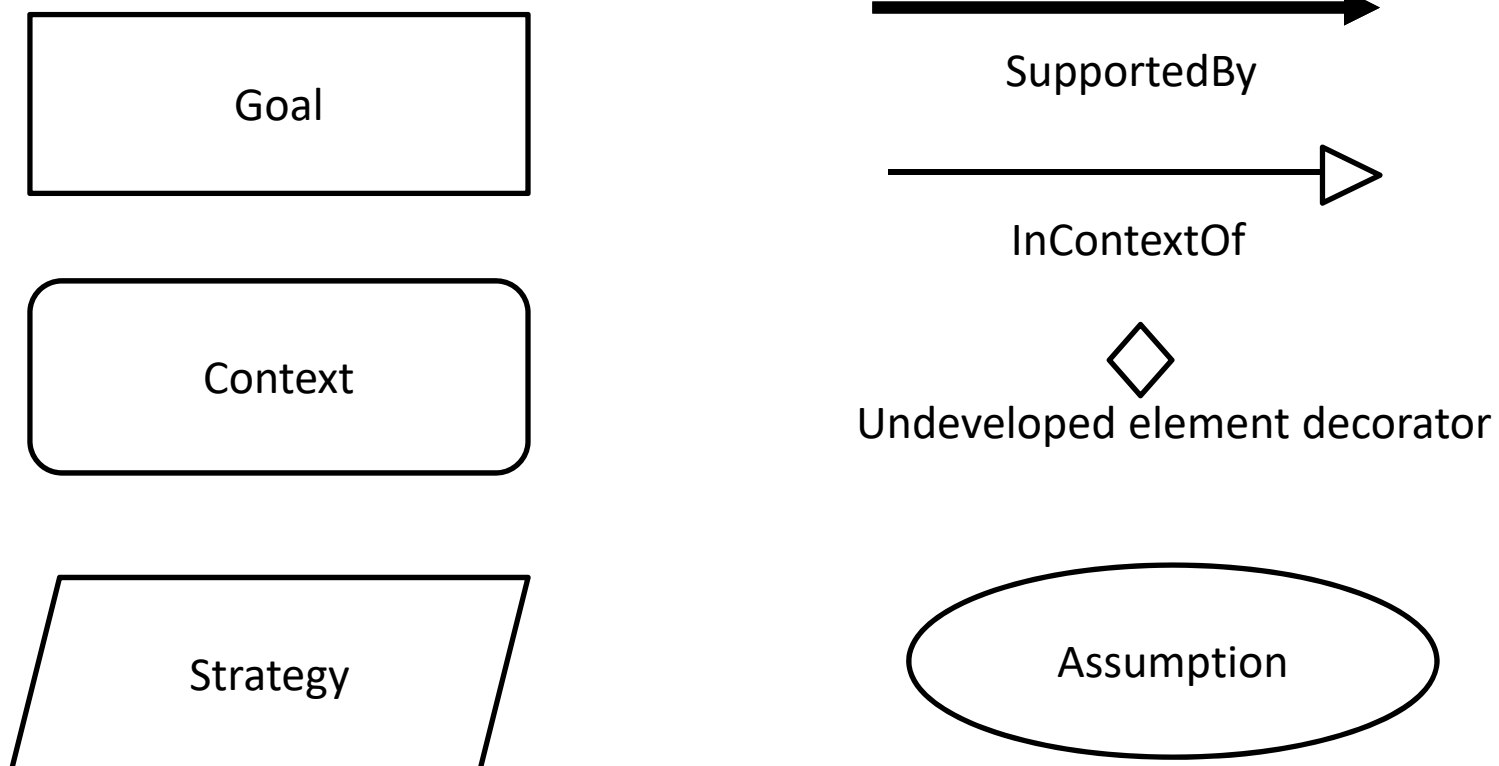 Goal
SupportedBy
InContextOf
Context
Undeveloped element decorator
Strategy
Assumption